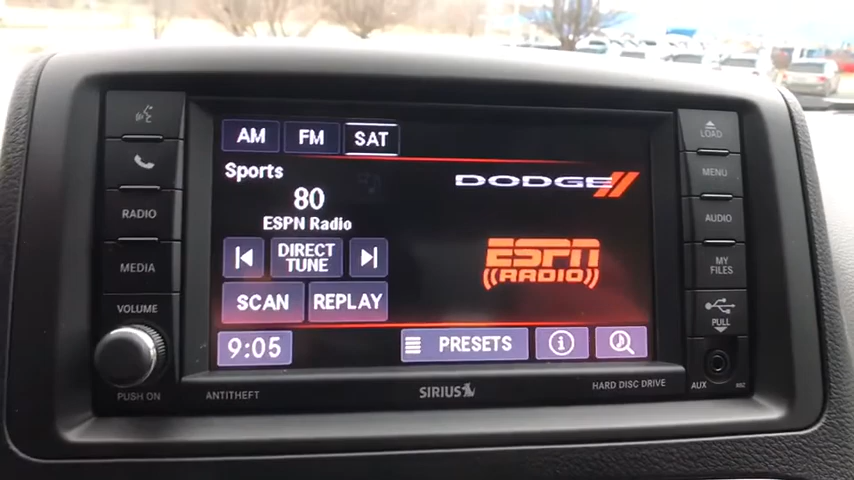 AM FM SAT
Sports
80
ESPN Radio
DIRECT
TUNE
SCAN REPLAY
9:05
PRESETS
DODGE
ESPN
RADIO
RADIO
MEDIA
VOLUME
PUSH ON
ANTITHEFT
SIRIUS
HARD DISC DRIVE
LOAD
MENU
AUDIO
MY
FILES
PULL
AUX